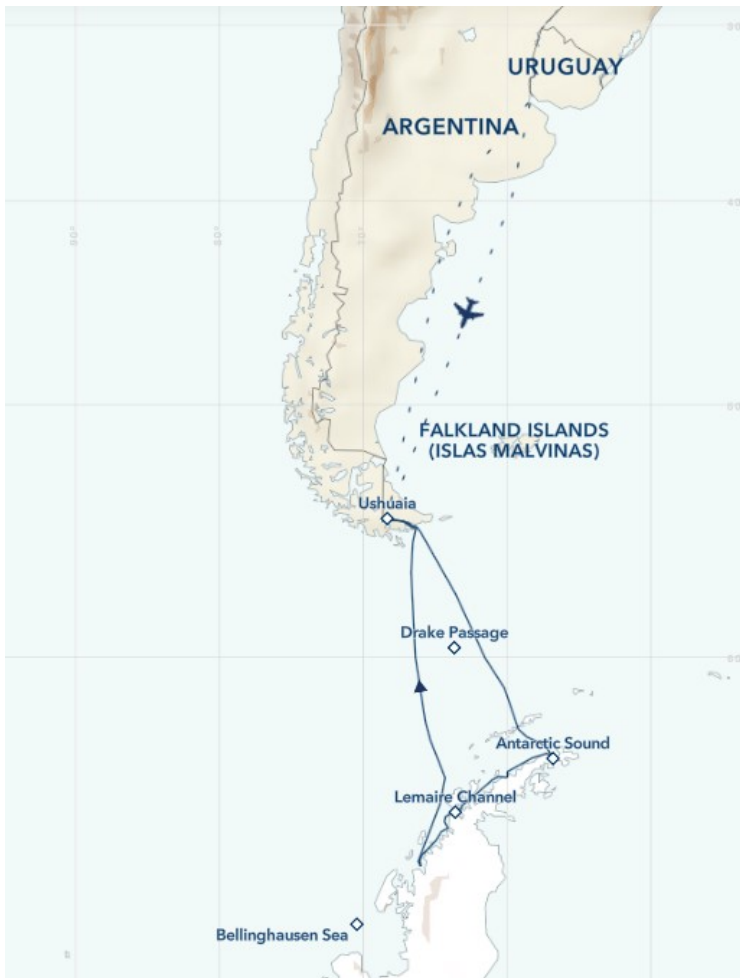 URUGUAY
ARGENTINA
FALKLAND ISLANDS
(ISLAS MALVINAS)
Ushuaia
Drake Passage
Antarctic Sound
Lemaire Channel
Bellinghausen Sea